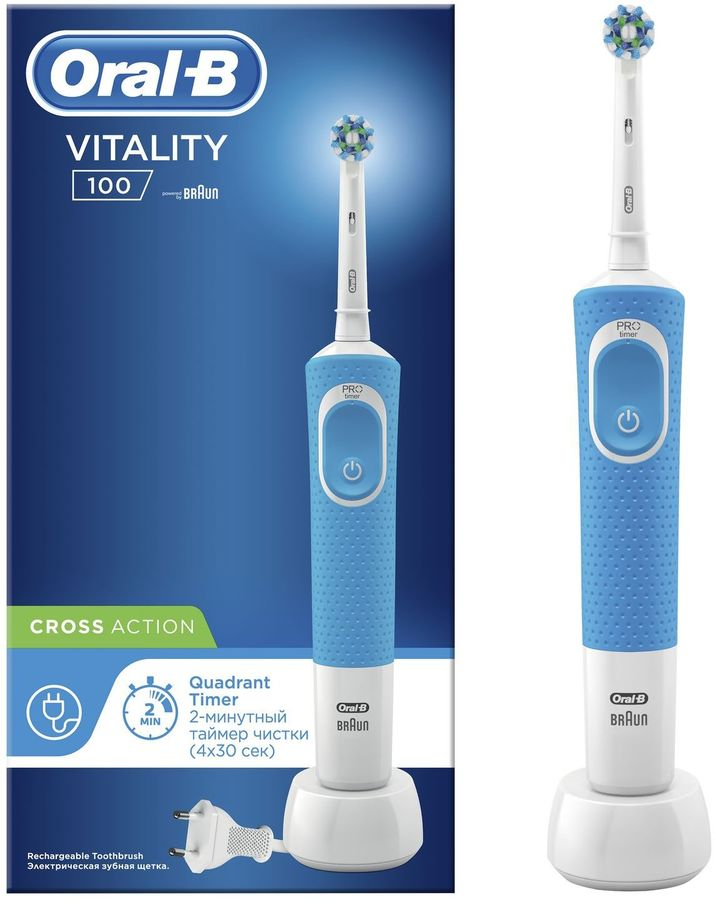 Oral-B
VITALITY
100
powered by BRAUN
PRO
timer
CROSS ACTION
2
MIN
Quadrant
Timer
2-минутный
таймер чистки
(4x30 сек)
Oral-B
BRAUN
Oral-B
Rechargeable Toothbrush
Электрическая зубная щетка.
Oral-B
PRO
timer
Oral-B
BRAUN